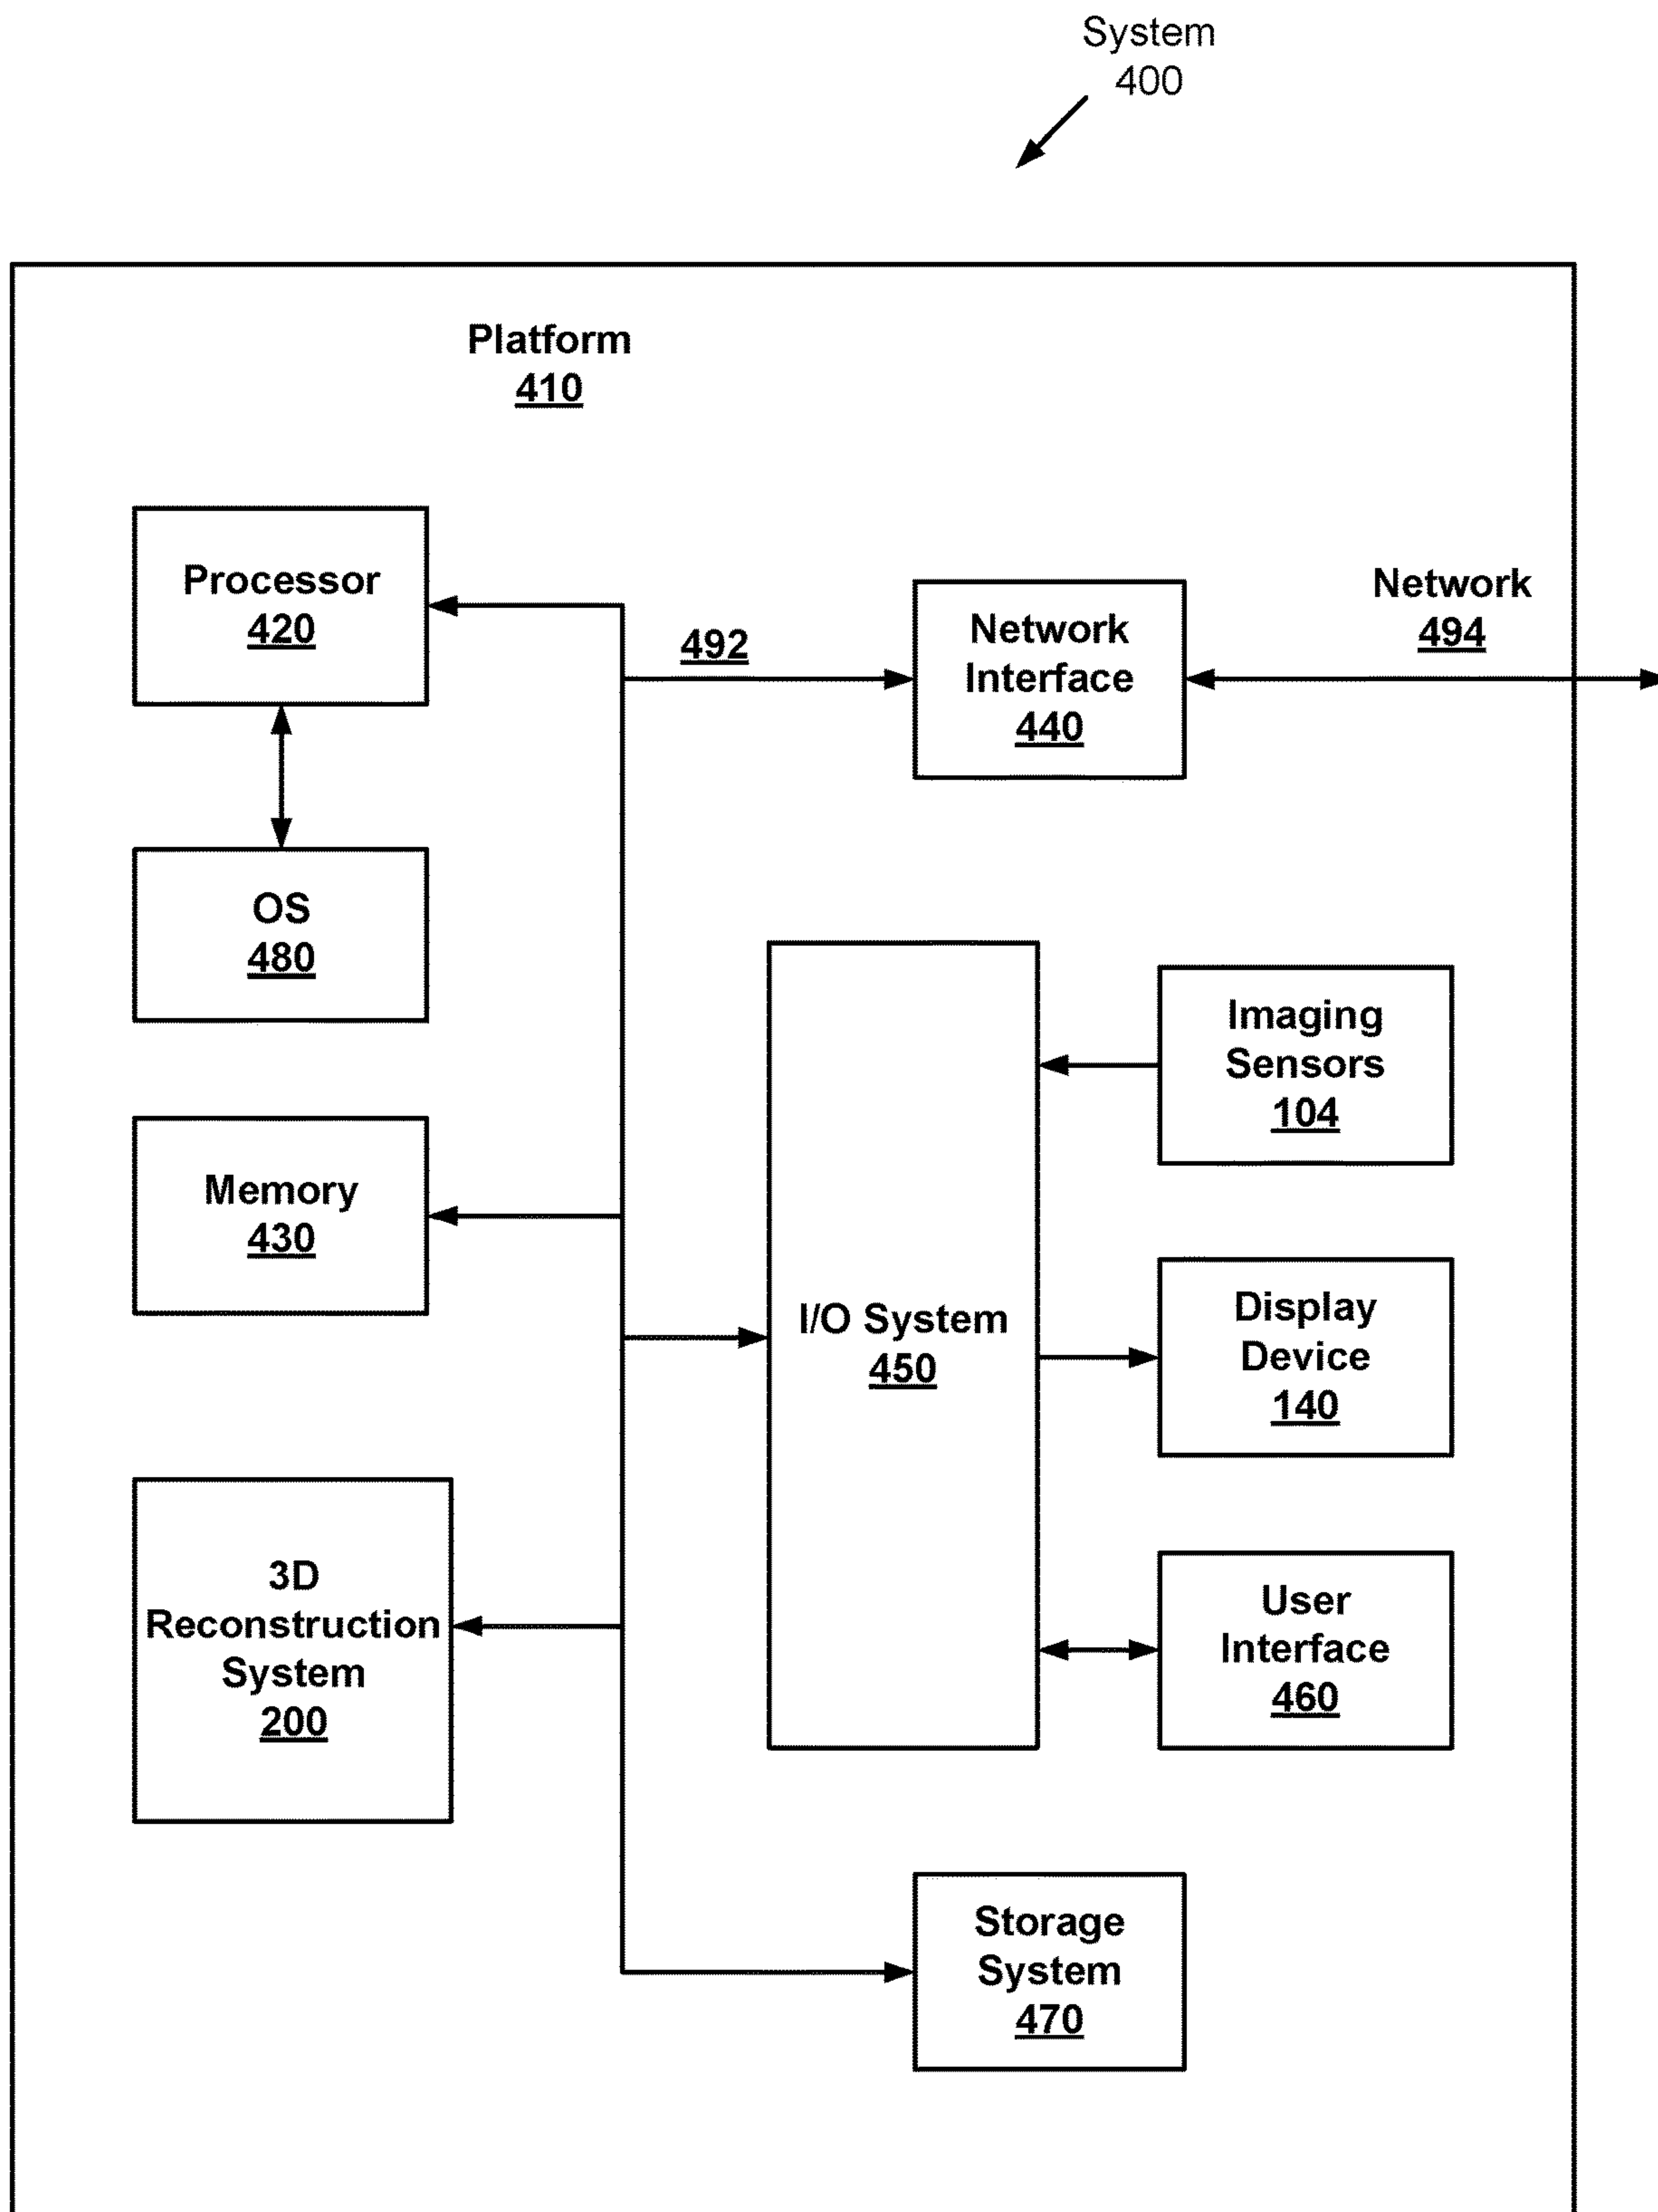 System
400
Platform
410
Processor
420
492
Network
Interface
440
Network
494
OS
480
Imaging
Sensors
104
Memory
430
I/O System
450
Display
Device
140
3D
Reconstruction
System
200
User
Interface
460
Storage
System
470